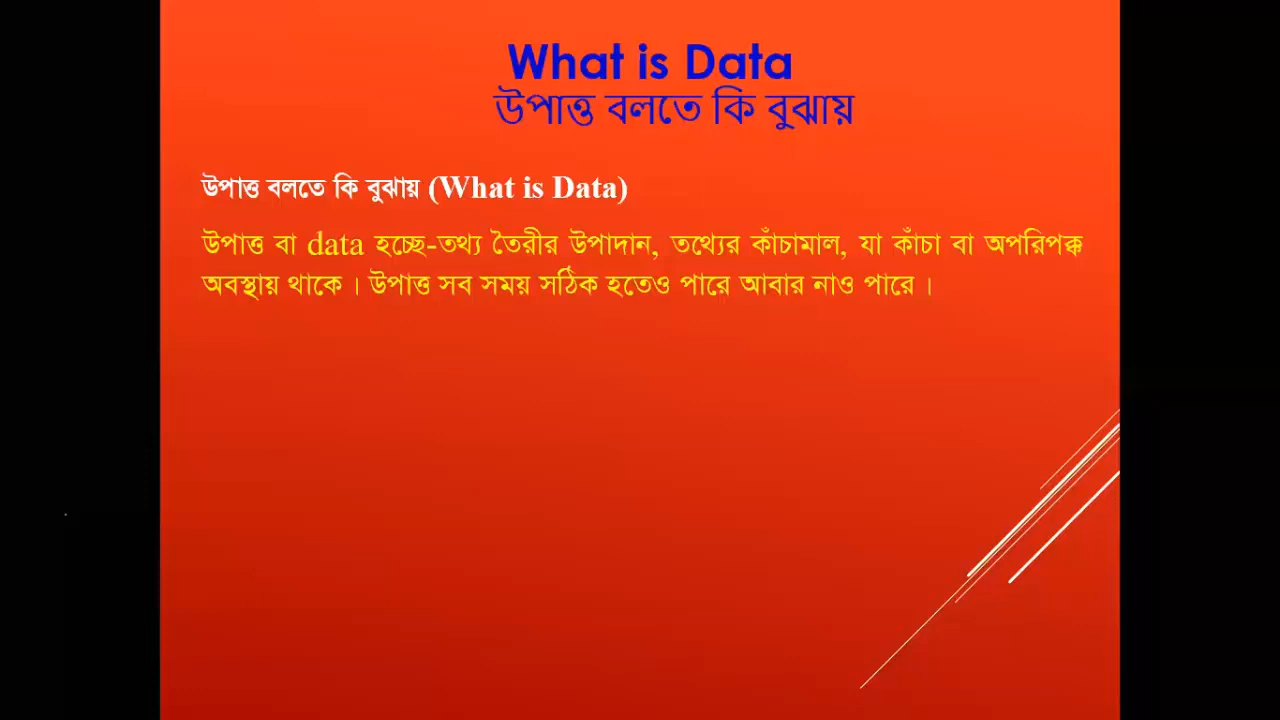 What is Data
উপাত্ত বলতে কি বুঝায়
উপাত্ত বলতে কি বুঝায় (What is Data)
উপাত্ত বা data হচ্ছে-তথ্য তৈরীর উপাদান, তথ্যের কাঁচামাল, যা কাঁচা বা অপরিপক্ক
অবস্থায় থাকে । উপাত্ত সব সময় সঠিক হতেও পারে আবার নাও পারে ।